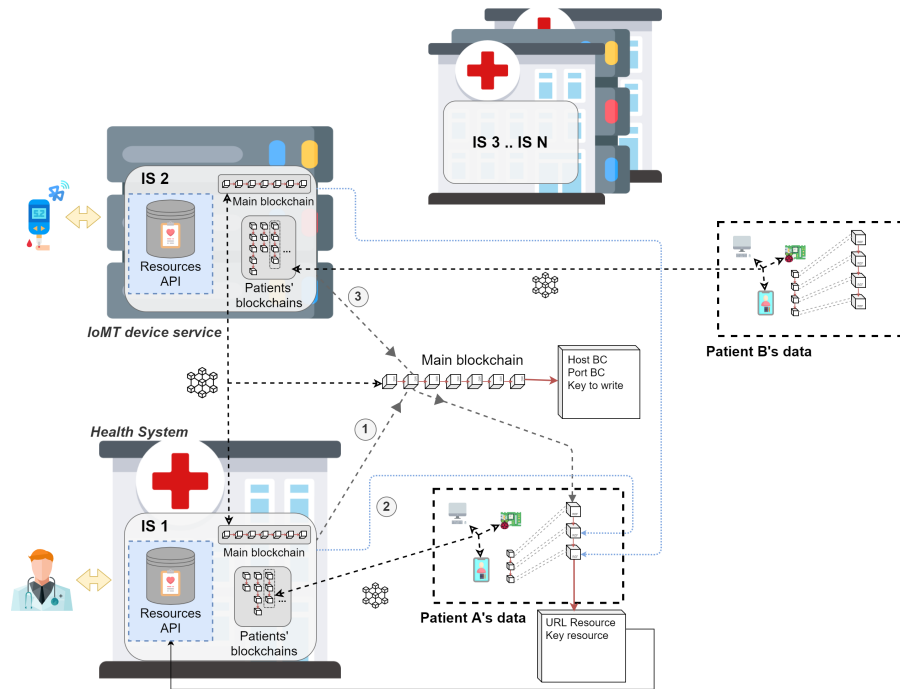 IS 3 .. IS N
IS 2
Main blockchain
Resources
API
Patients'
blockchains
...
IoMT device service
3
Patient B's data
Main blockchain
Host BC
Port BC
Key to write
1
Health System
2
IS 1
Main blockchain
Resources
API
Patients'
blockchains
...
Patient A's data
URL Resource
Key resource